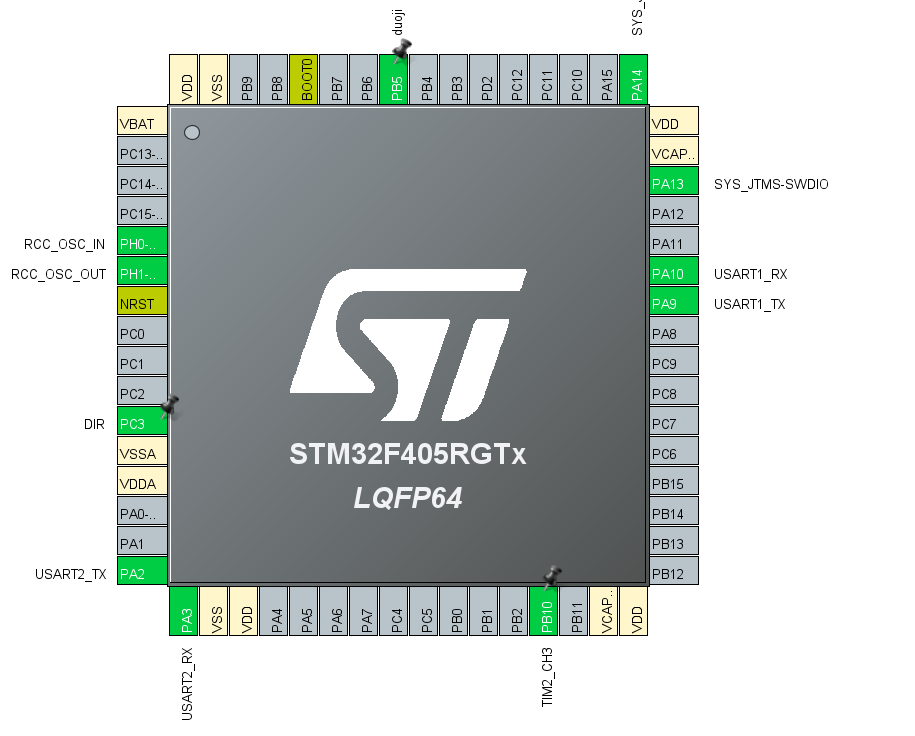 duoji
SYS_
VDD
VSS
PB9
PB8
BOOT0
PB7
PB6
PB5
PB4
PB3
PD2
PC12
PC11
PC10
PA15
PA14
VBAT
PC13-..
PC14-..
PC15-..
RCC_OSC_IN PH0-..
RCC_OSC_OUT PH1-..
NRST
PC0
PC1
PC2
DIR PC3
VSSA
VDDA
PA0-..
PA1
USART2_TX PA2
VDD
VCAP..
PA13 SYS_JTMS-SWDIO
PA12
PA11
PA10 USART1_RX
PA9 USART1_TX
PA8
PC9
PC8
PC7
PC6
PB15
PB14
PB13
PB12
ST
STM32F405RGTx
LQFP64
PA3
VSS
VDD
PA4
PA5
PA6
PA7
PC4
PC5
PB0
PB1
PB2
PB10
PB11
VCAP..
VDD
USART2_RX
TIM2_CH3